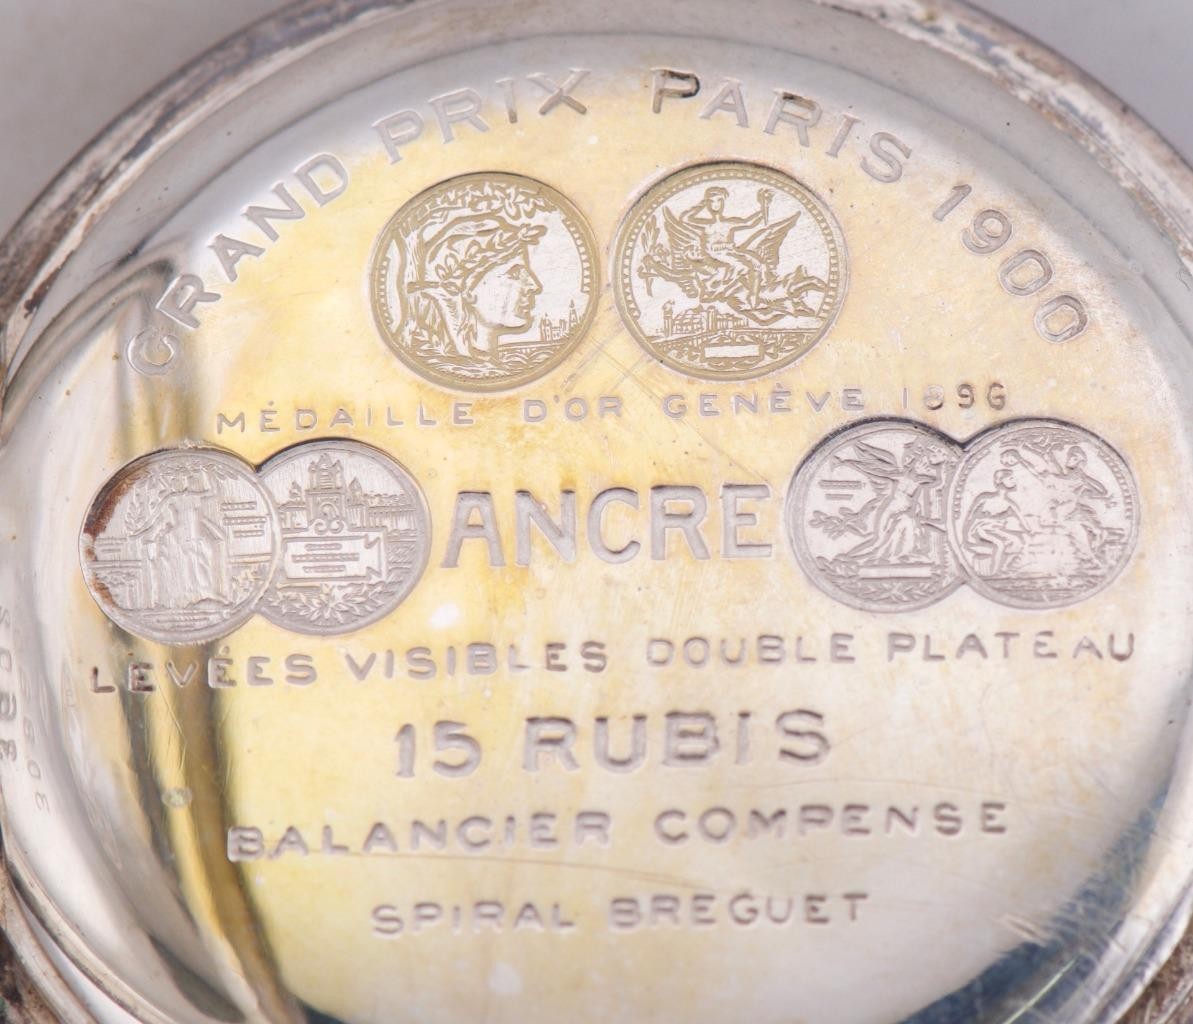 GRAND PRIX PARIS 1900
MÉDAILLE D'OR GENÈVE 1896
ANCRE
LEVÉES VISIBLES DOUBLE PLATEAU
15 RUBIS
BALANCIER COMPENSE
SPIRAL BREGUET